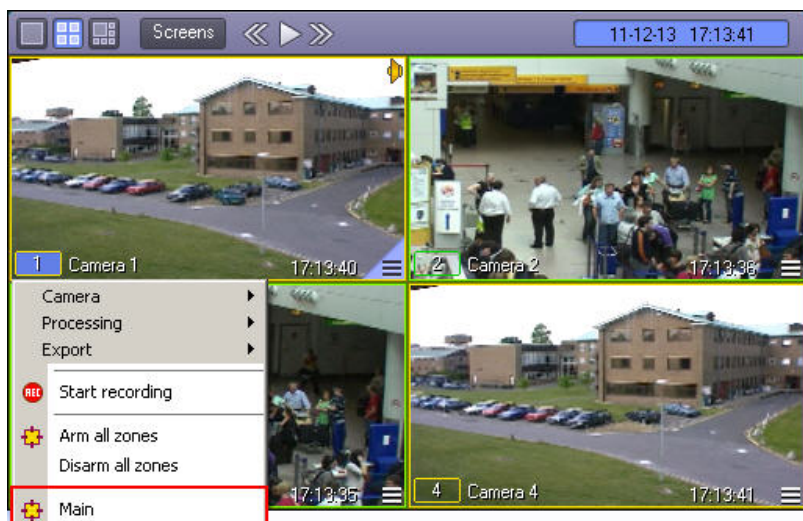 Screens
11-12-13 17:13:41
1 Camera 1 17:13:40
2 Camera 2 17:13:36
Camera
Processing
Export
REC Start recording
Arm all zones
Disarm all zones
Main
17:13:35
4 Camera 4 17:13:41